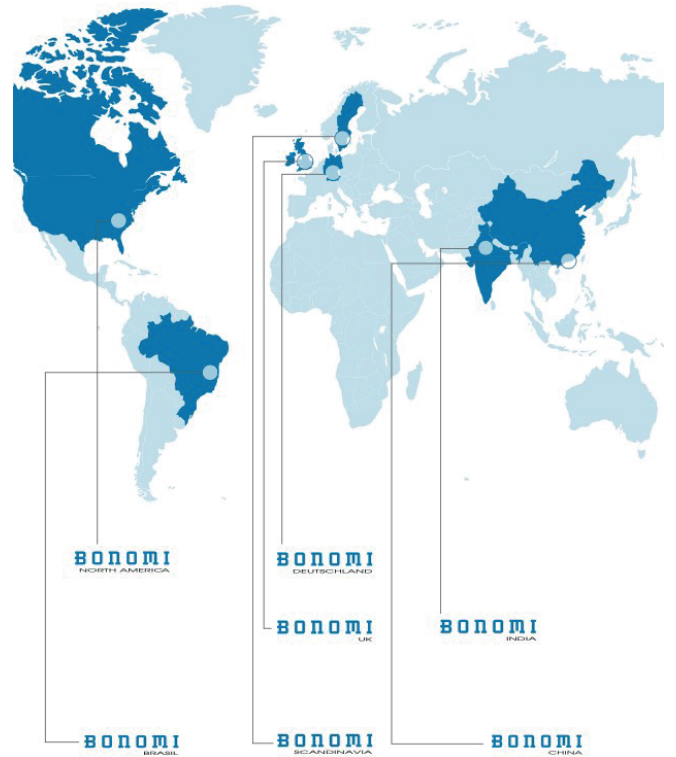 BONOMI
NORTH AMERICA
BONOMI
DEUTSCHLAND
BONOMI
UK
BONOMI
INDIA
BONOMI
BRASIL
BONOMI
SCANDINAVIA
BONOMI
CHINA